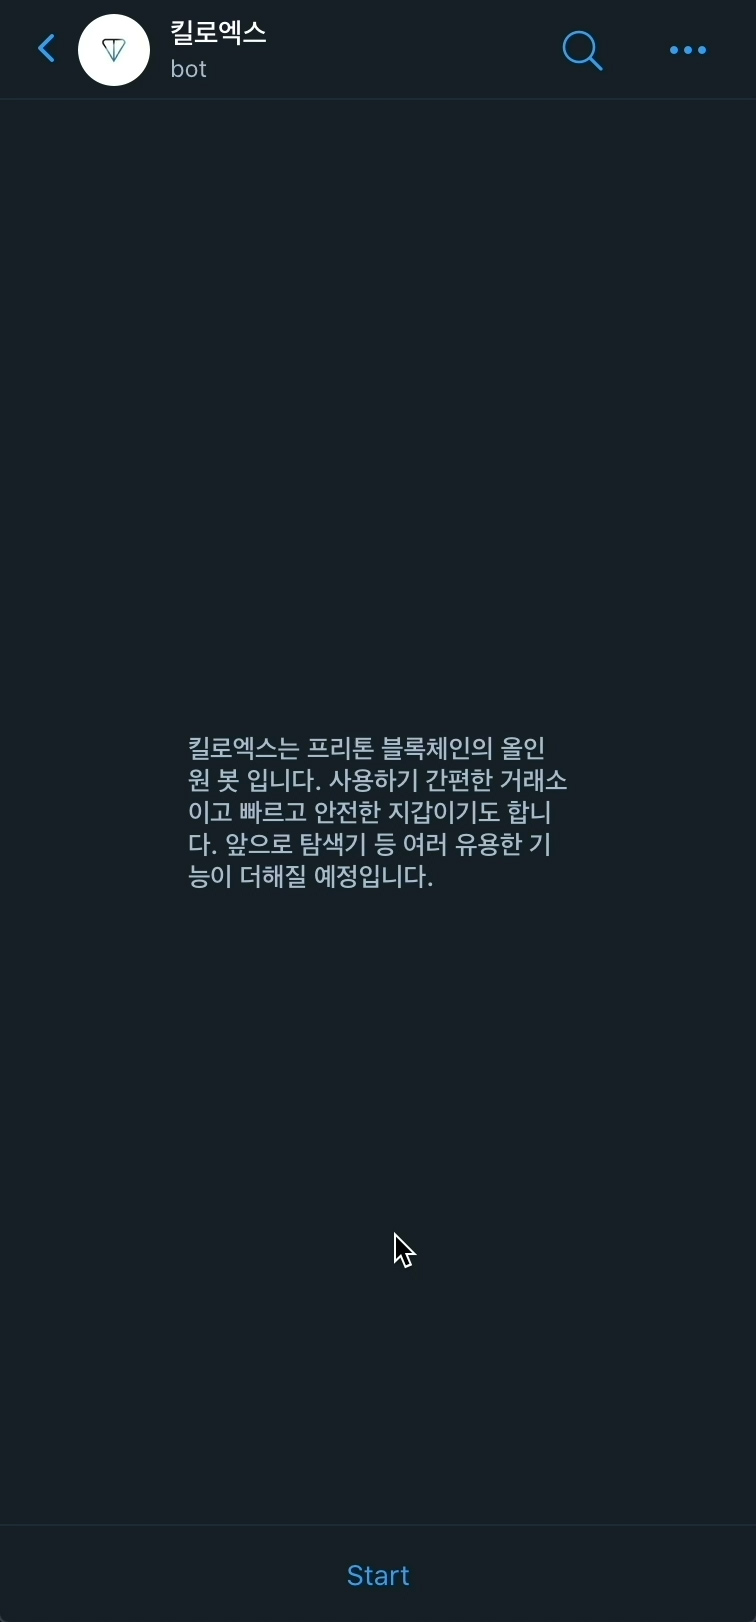 킬로엑스
bot
킬로엑스는 프리톤 블록체인의 올인
원 봇 입니다. 사용하기 간편한 거래소
이고 빠르고 안전한 지갑이기도 합니
다. 앞으로 탐색기 등 여러 유용한 기
능이 더해질 예정입니다.
Start